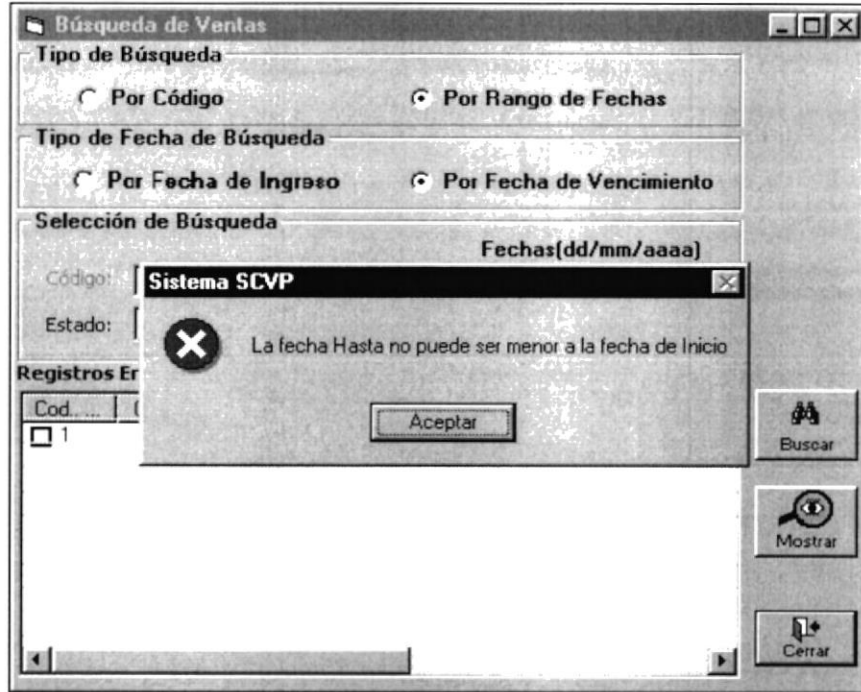 Búsqueda de Ventas
Tipo de Búsqueda
Por Código
Por Rango de Fechas
Tipo de Fecha de Búsqueda
Por Fecha de Ingreso
Por Fecha de Vencimiento
Selección de Búsqueda
Fechas(dd/mm/aaaa)
Código:
Sistema SCVP
Estado:
La fecha Hasta no puede ser menor a la fecha de Inicio
Aceptar
Registros
Cod.. ...
1
Buscar
Mostrar
Cerrar